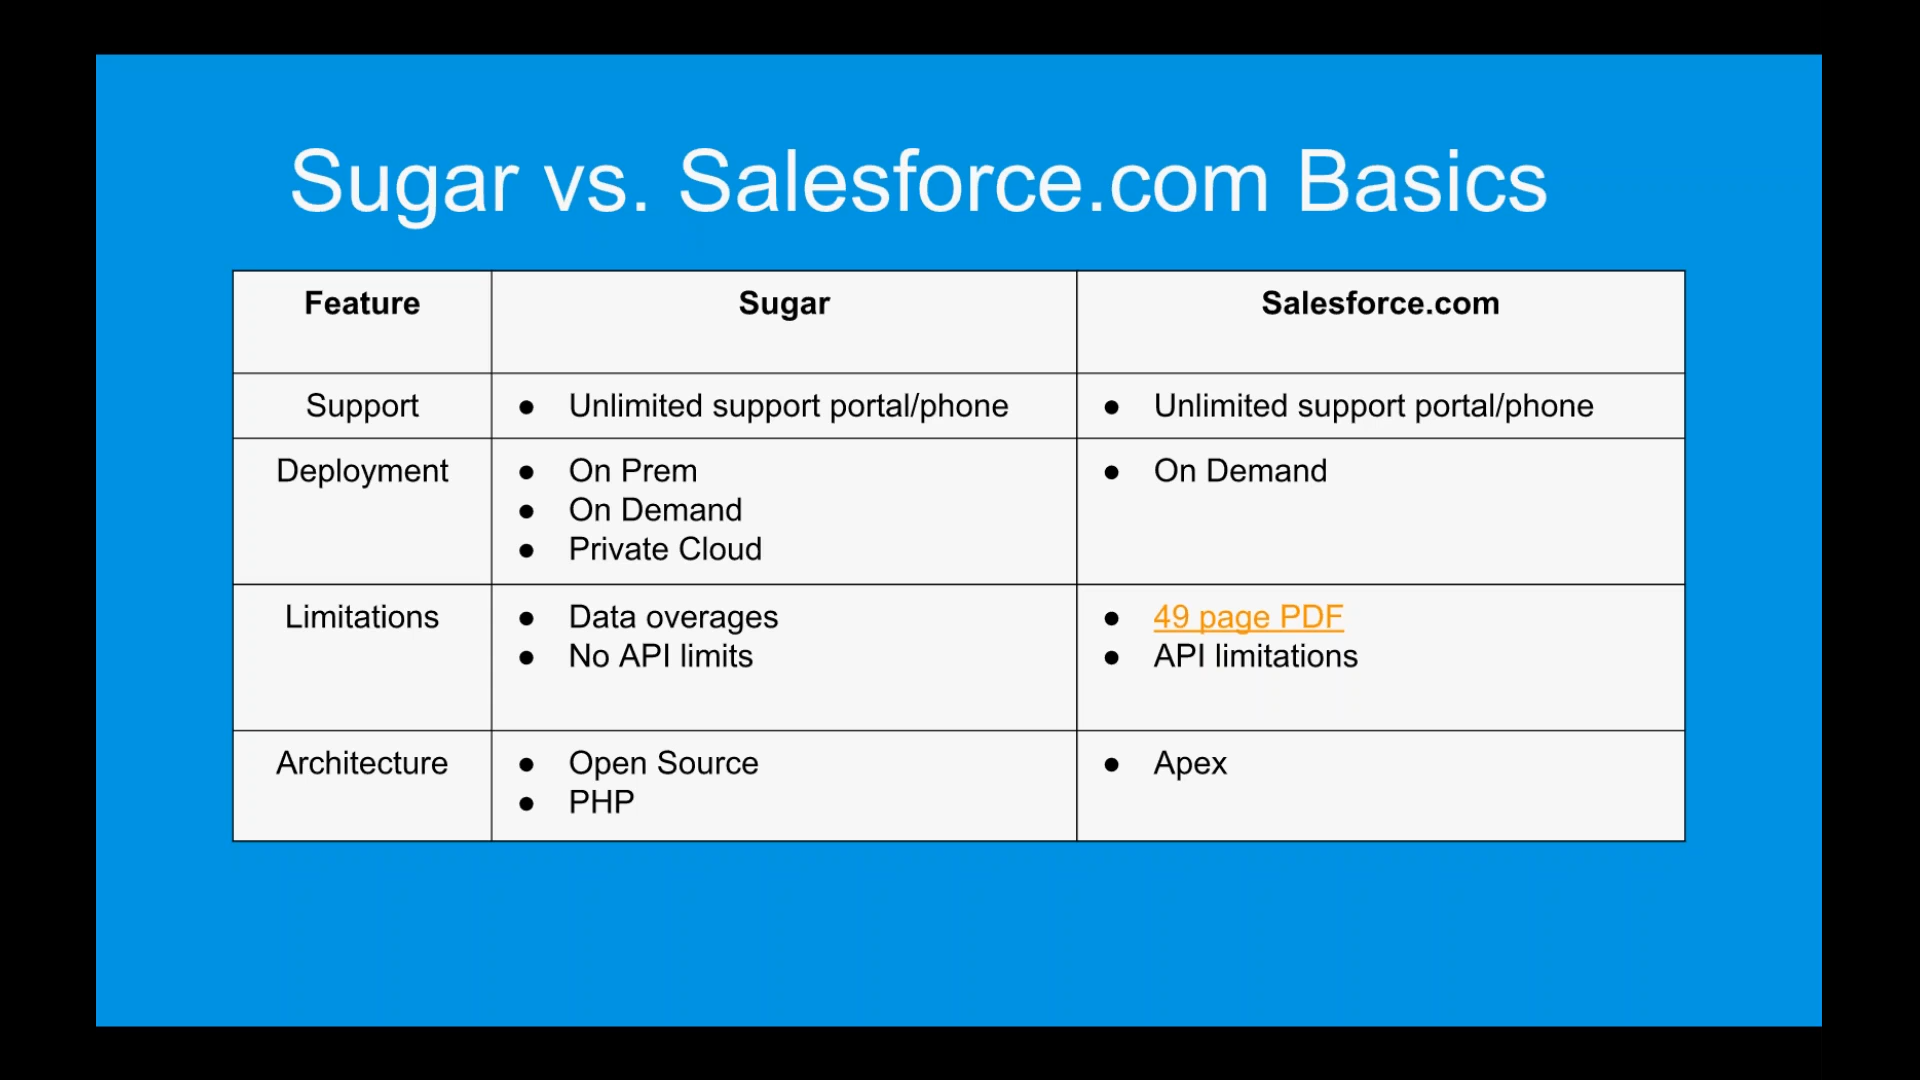 Sugar vs. Salesforce.com Basics
Feature
Sugar
Salesforce.com
Support
● Unlimited support portal/phone
● Unlimited support portal/phone
Deployment
● On Prem
● On Demand
● Private Cloud
● On Demand
Limitations
● Data overages
● No API limits
● 49 page PDF
● API limitations
Architecture
● Open Source
● PHP
● Apex